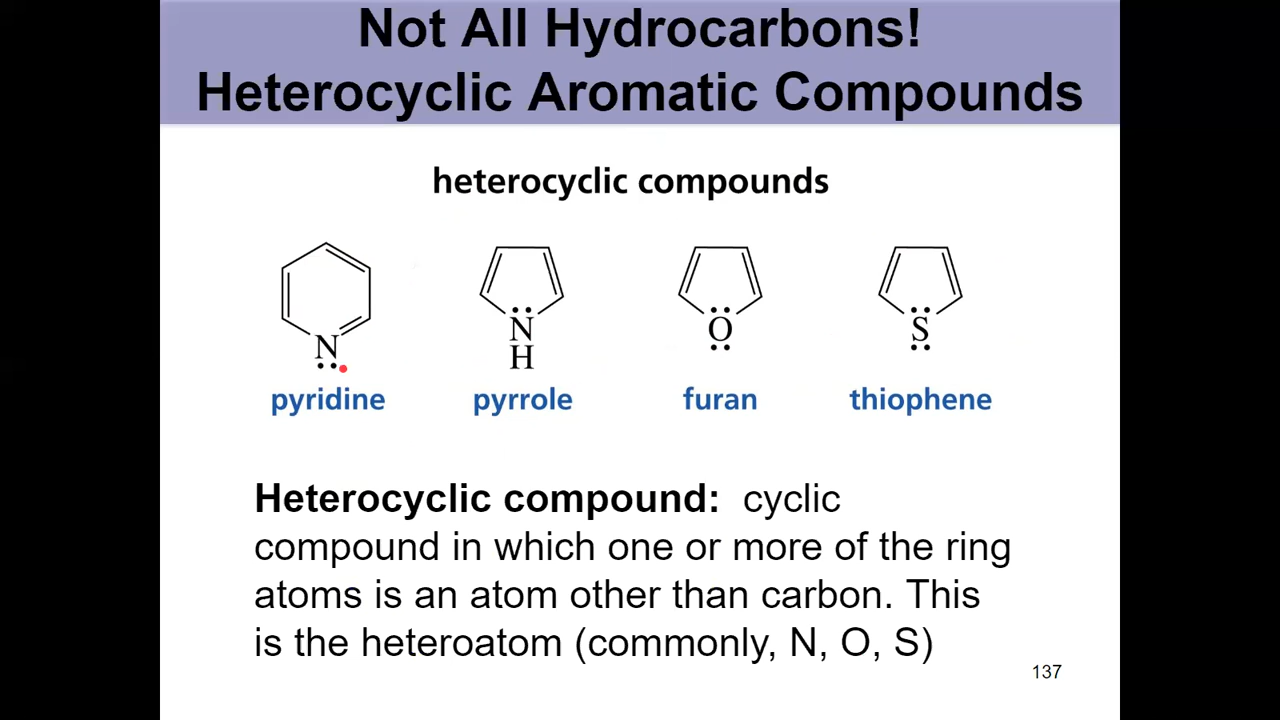 Not All Hydrocarbons!
Heterocyclic Aromatic Compounds
heterocyclic compounds
N
N
H
O
S
pyridine
pyrrole
furan
thiophene
Heterocyclic compound: cyclic
compound in which one or more of the ring
atoms is an atom other than carbon. This
is the heteroatom (commonly, N, O, S)
137